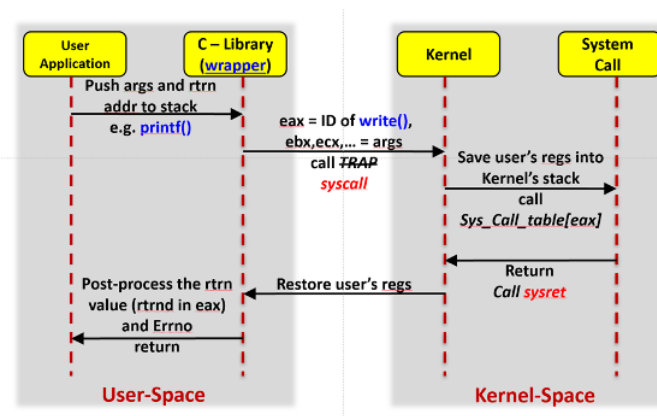 User
Application
C – Library
(wrapper)
Kernel
System
Call
Push args and rtrn
addr to stack
e.g. printf()
eax = ID of write(),
ebx,ecx,... = args
call TRAP
syscall
Save user's regs into
Kernel's stack
call
Sys_Call_table[eax]
Return
Call sysret
Restore user's regs
Post-process the rtrn
value (rtrnd in eax)
and Errno
return
User-Space
Kernel-Space